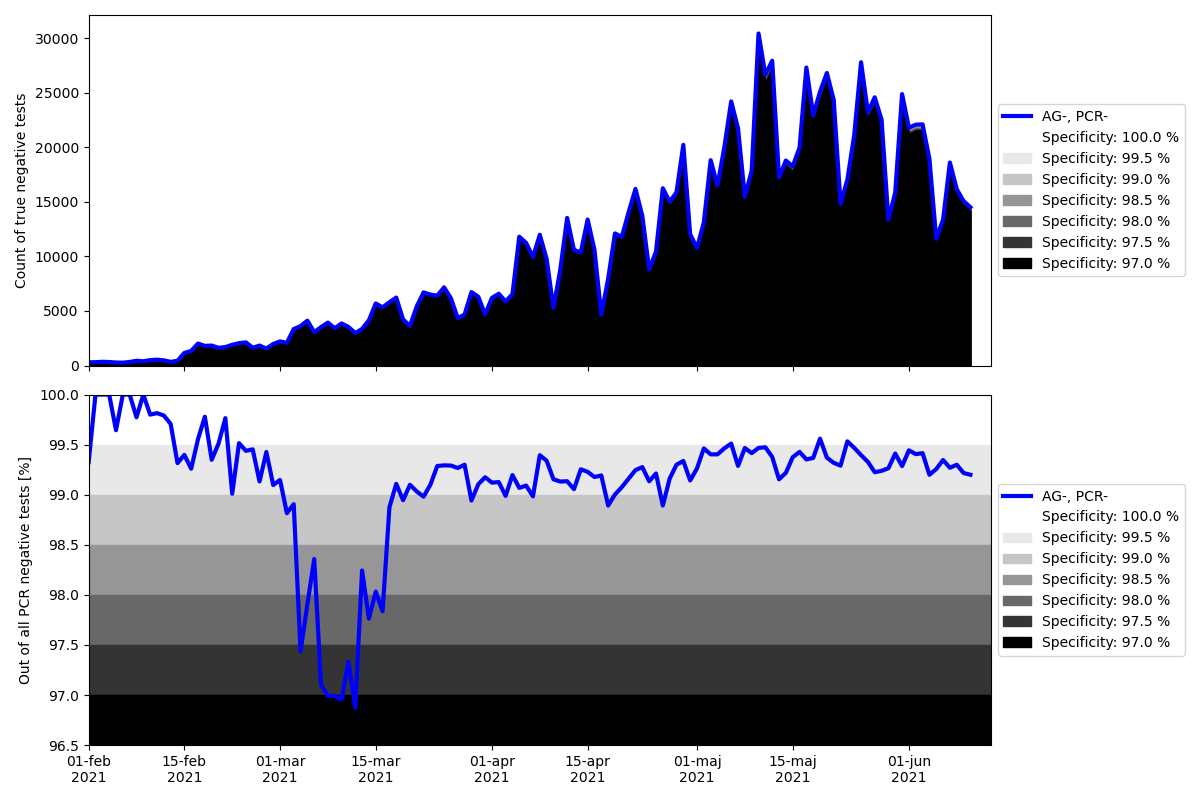 Count of true negative tests
30000
25000
20000
15000
10000
5000
0
AG-, PCR-
Specificity: 100.0 %
Specificity: 99.5 %
Specificity: 99.0 %
Specificity: 98.5 %
Specificity: 98.0 %
Specificity: 97.5 %
Specificity: 97.0 %
Out of all PCR negative tests [%]
100.0
99.5
99.0
98.5
98.0
97.5
97.0
96.5
AG-, PCR-
Specificity: 100.0 %
Specificity: 99.5 %
Specificity: 99.0 %
Specificity: 98.5 %
Specificity: 98.0 %
Specificity: 97.5 %
Specificity: 97.0 %
01-feb 15-feb 01-mar 15-mar 01-apr 15-apr 01-maj 15-maj 01-jun
2021 2021 2021 2021 2021 2021 2021 2021 2021